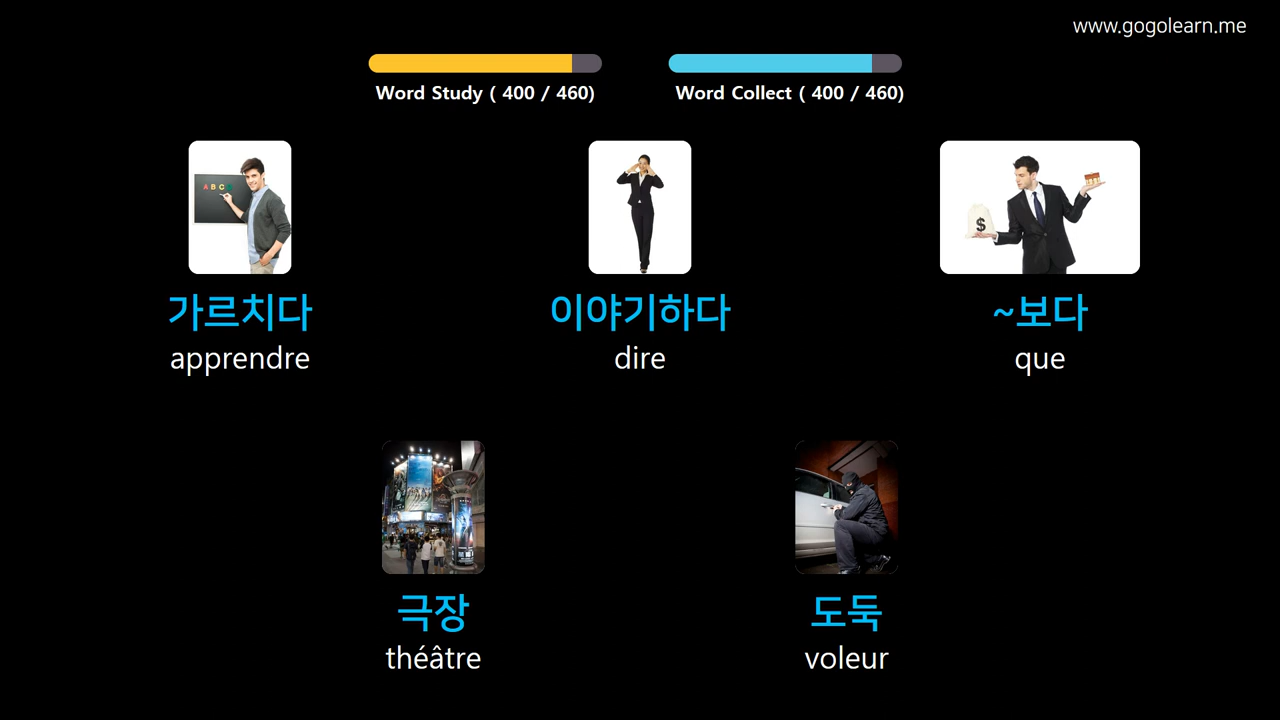 www.gogolearn.me
Word Study ( 400 / 460)
Word Collect ( 400 / 460)
A B C
가르치다
apprendre
이야기하다
dire
~보다
que
$
극장
théâtre
도둑
voleur